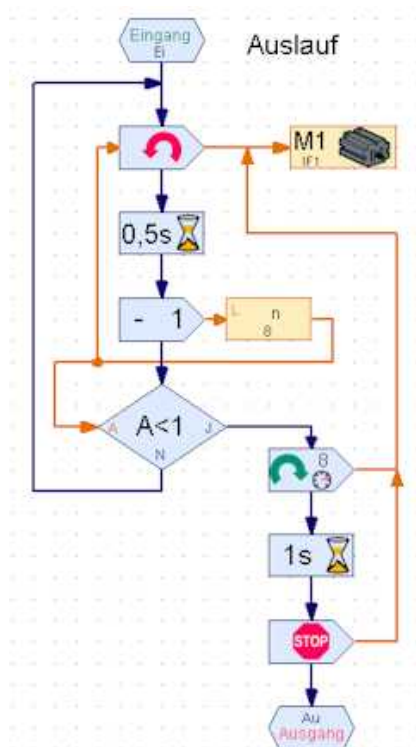 Eingang
Ei
Auslauf
M1
IF1
0,5s
- 1
L n
8
A A<1 J
N
8
1s
STOP
Au
Ausgang